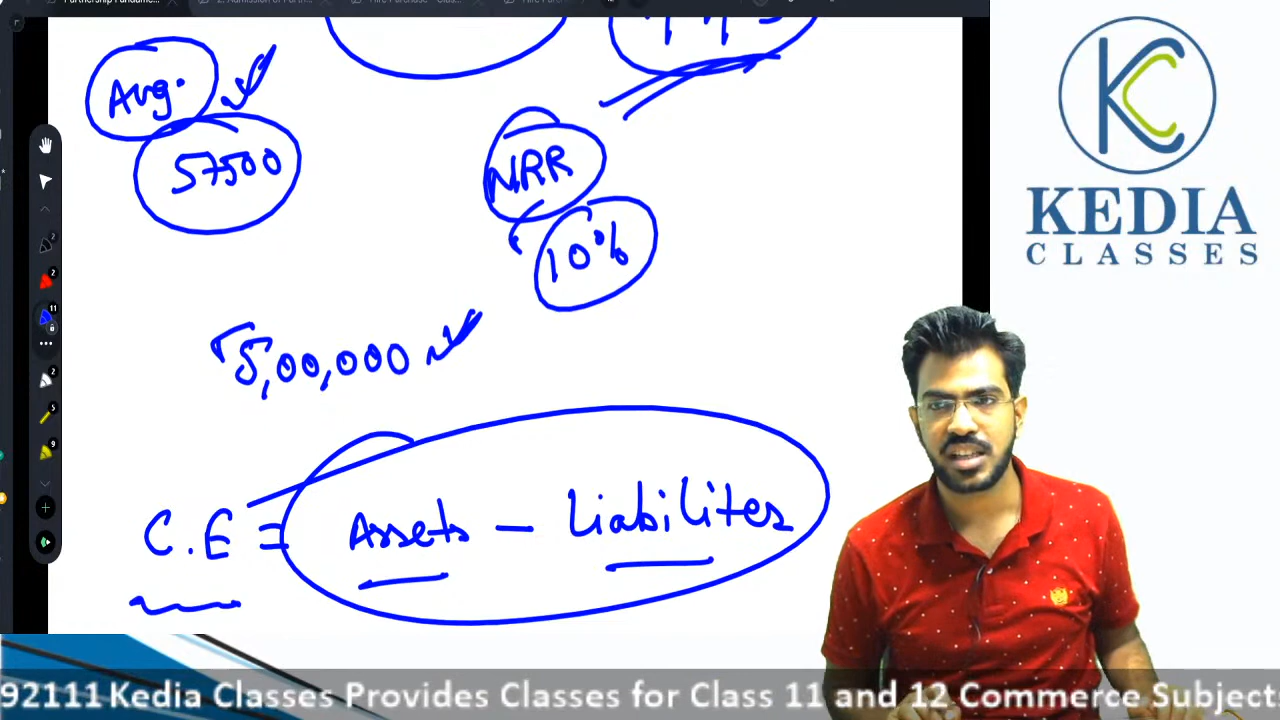 Avg.
57500
NRR
10%
5,00,000
C.E = Assets - Liabilites
KC
KEDIA
CLASSES
92111 Kedia Classes Provides Classes for Class 11 and 12 Commerce Subject